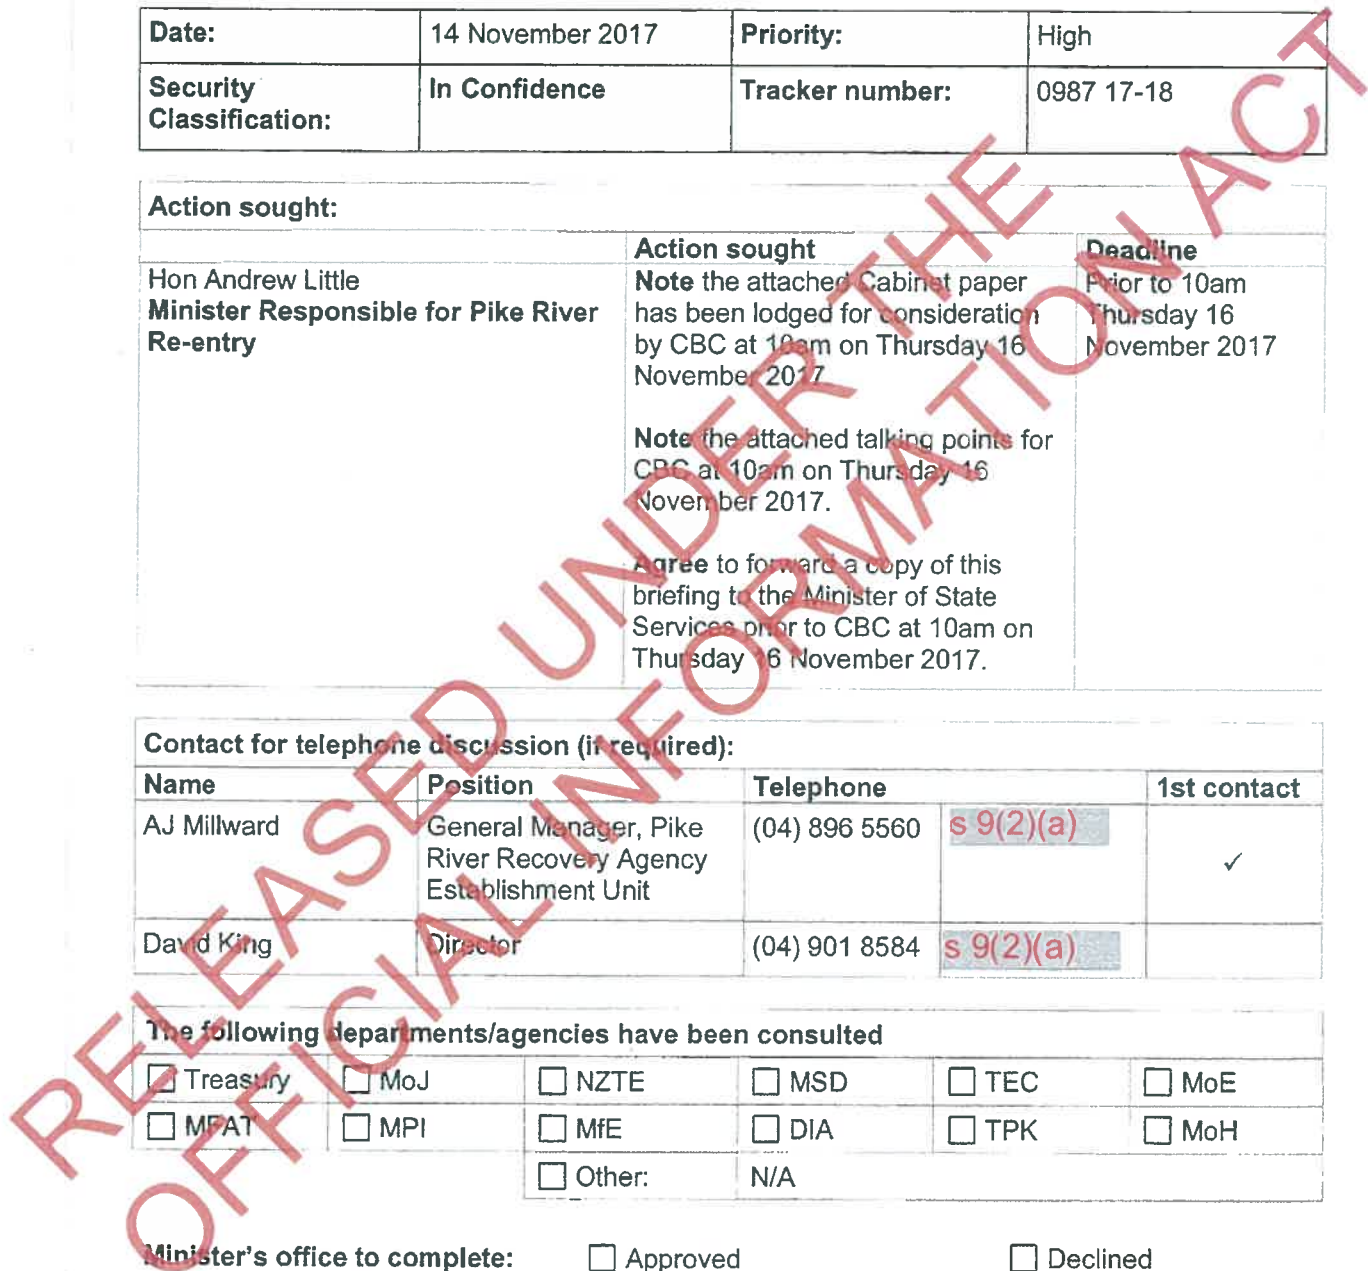 Date: 14 November 2017 Priority: High
Security Classification: In Confidence Tracker number: 0987 17-18
Action sought:
Action sought Deadline
Hon Andrew Little
Minister Responsible for Pike River
Re-entry
Note the attached Cabinet paper
has been lodged for consideration
by CBC at 10am on Thursday 16
November 2017
Note the attached talking points for
CBC at 10am on Thursday 16
November 2017.
Agree to forward a copy of this
briefing to the Minister of State
Services prior to CBC at 10am on
Thursday 16 November 2017.
Prior to 10am
Thursday 16
November 2017
Contact for telephone discussion (if required):
Name Position Telephone 1st contact
AJ Millward General Manager, Pike
River Recovery Agency
Establishment Unit
(04) 896 5560 s 9(2)(a) ✓
David King Director (04) 901 8584 s 9(2)(a)
The following departments/agencies have been consulted
☐ Treasury ☐ MoJ ☐ NZTE ☐ MSD ☐ TEC ☐ MoE
☐ MFAT ☐ MPI ☐ MfE ☐ DIA ☐ TPK ☐ MoH
☐ Other: N/A
Minister's office to complete: ☐ Approved ☐ Declined
RELEASED UNDER THE
OFFICIAL INFORMATION ACT